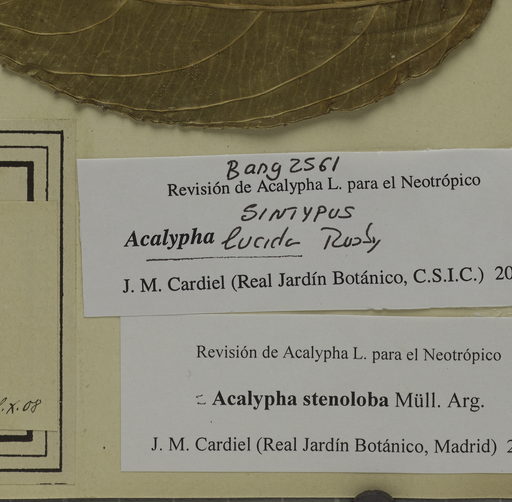 Bang 2561
Revisión de Acalypha L. para el Neotrópico
SINTYPUS
Acalypha lucida Rusby
J. M. Cardiel (Real Jardín Botánico, C.S.I.C.) 20
Revisión de Acalypha L. para el Neotrópico
= Acalypha stenoloba Müll. Arg.
J. M. Cardiel (Real Jardín Botánico, Madrid) 2
.x.08